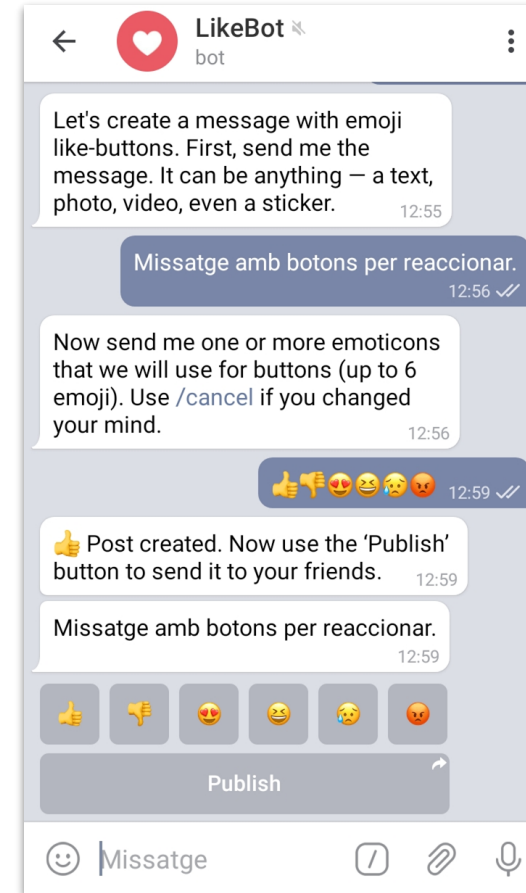 LikeBot
bot
Let's create a message with emoji
like-buttons. First, send me the
message. It can be anything — a text,
photo, video, even a sticker.
12:55
Missatge amb botons per reaccionar.
12:56
Now send me one or more emoticons
that we will use for buttons (up to 6
emoji). Use /cancel if you changed
your mind.
12:56
👍👎😍😆😥😡 12:59
👍 Post created. Now use the ‘Publish’
button to send it to your friends.
12:59
Missatge amb botons per reaccionar.
12:59
👍 👎 😍 😆 😥 😡
Publish
Missatge